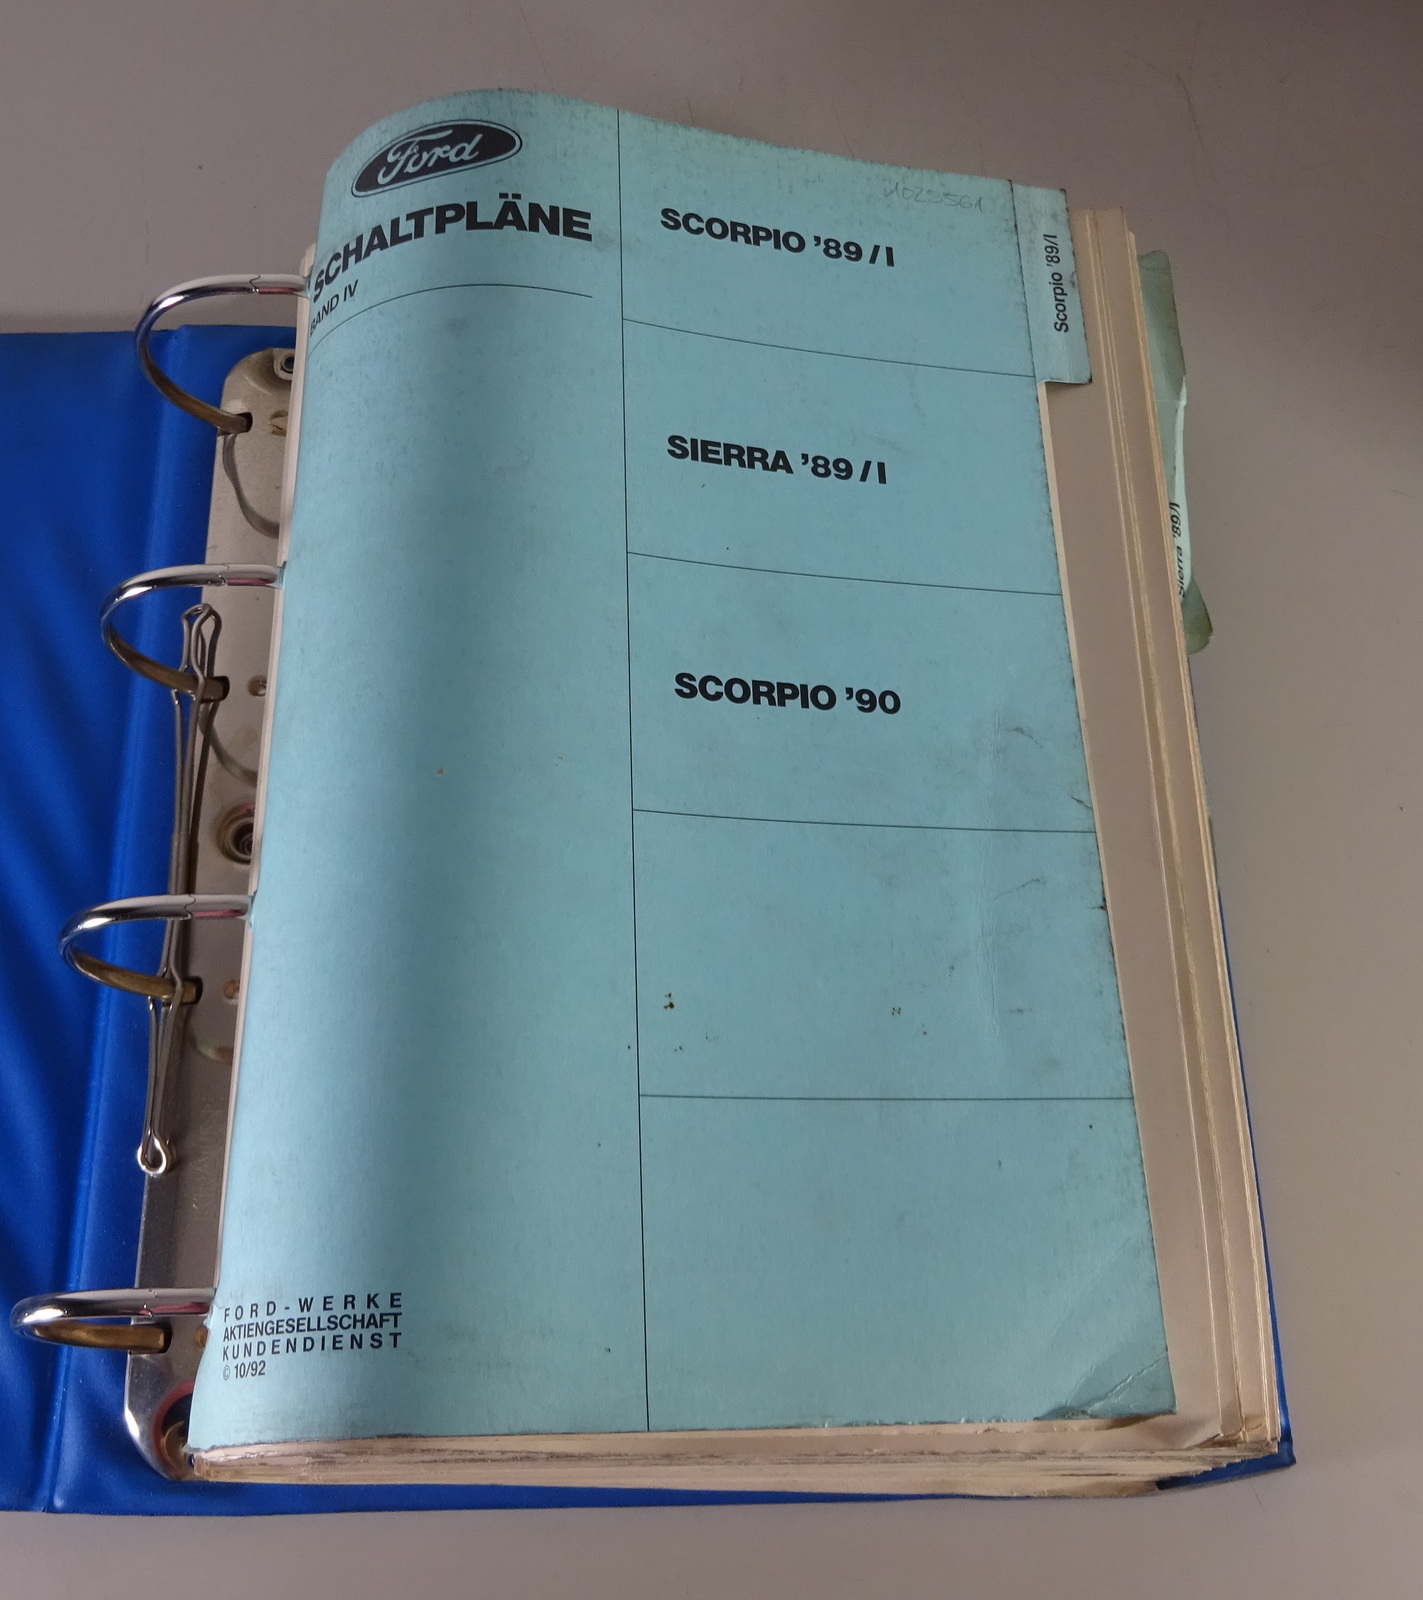 Ford
SCHALTPLÄNE
BAND IV
1025561
SCORPIO '89/I
SIERRA '89/I
SCORPIO '90
Scorpio '89/I
Sierra '89/I
FORD-WERKE
AKTIENGESELLSCHAFT
KUNDENDIENST
© 10/92